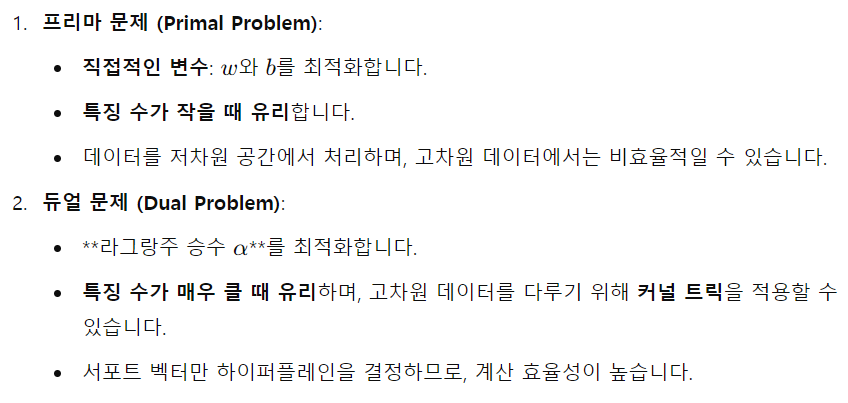 1. 프리마 문제 (Primal Problem):
• 직접적인 변수: w와 b를 최적화합니다.
• 특징 수가 작을 때 유리합니다.
• 데이터를 저차원 공간에서 처리하며, 고차원 데이터에서는 비효율적일 수 있습니다.
2. 듀얼 문제 (Dual Problem):
• **라그랑주 승수 α**를 최적화합니다.
• 특징 수가 매우 클 때 유리하며, 고차원 데이터를 다루기 위해 커널 트릭을 적용할 수
있습니다.
• 서포트 벡터만 하이퍼플레인을 결정하므로, 계산 효율성이 높습니다.